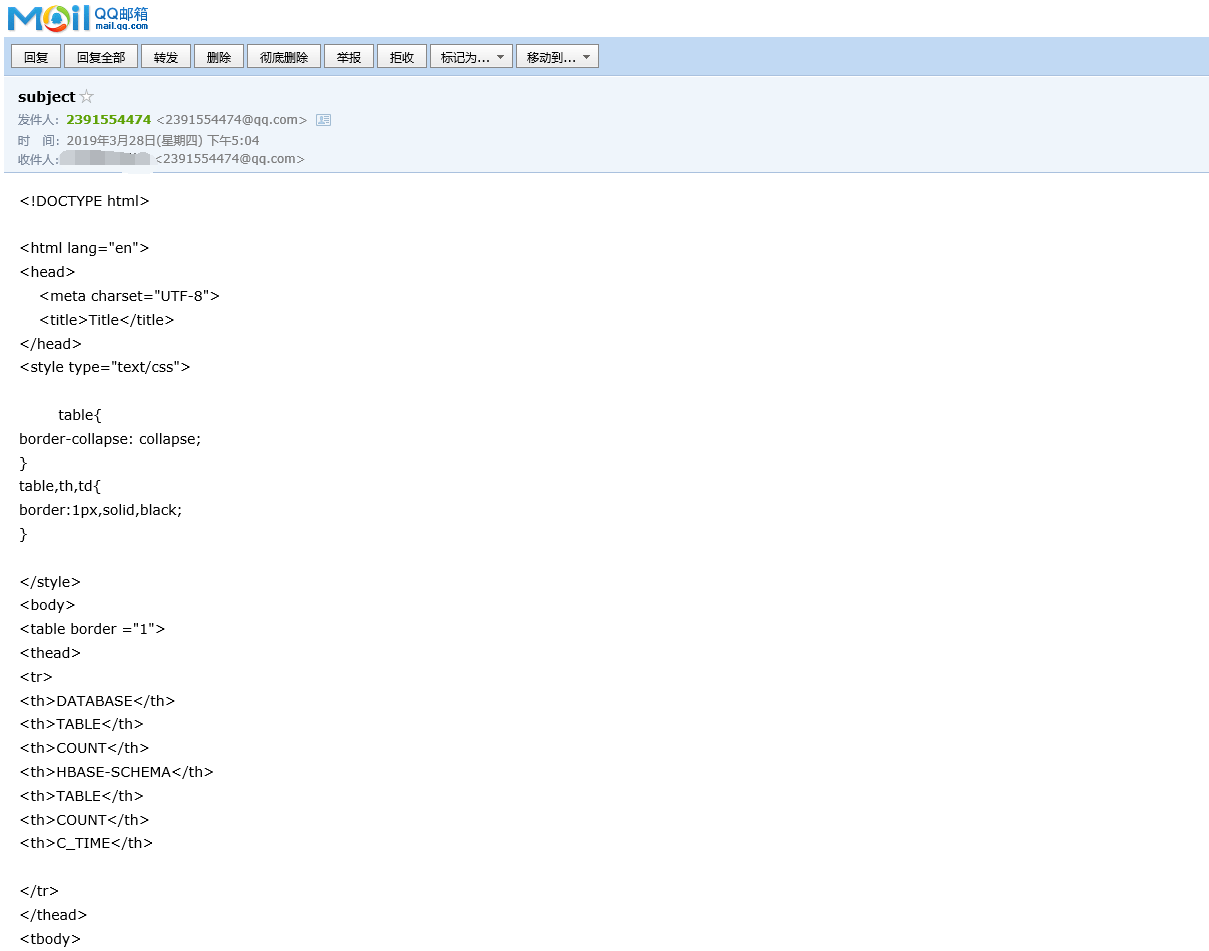 Mail QQ邮箱
mail.qq.com
回复 回复全部 转发 删除 彻底删除 举报 拒收 标记为... 移动到...
subject
发件人: 2391554474 <2391554474@qq.com>
时 间: 2019年3月28日(星期四) 下午5:04
收件人: <2391554474@qq.com>
<!DOCTYPE html>
<html lang="en">
<head>
<meta charset="UTF-8">
<title>Title</title>
</head>
<style type="text/css">
table{
border-collapse: collapse;
}
table,th,td{
border:1px,solid,black;
}
</style>
<body>
<table border ="1">
<thead>
<tr>
<th>DATABASE</th>
<th>TABLE</th>
<th>COUNT</th>
<th>HBASE-SCHEMA</th>
<th>TABLE</th>
<th>COUNT</th>
<th>C_TIME</th>
</tr>
</thead>
<tbody>